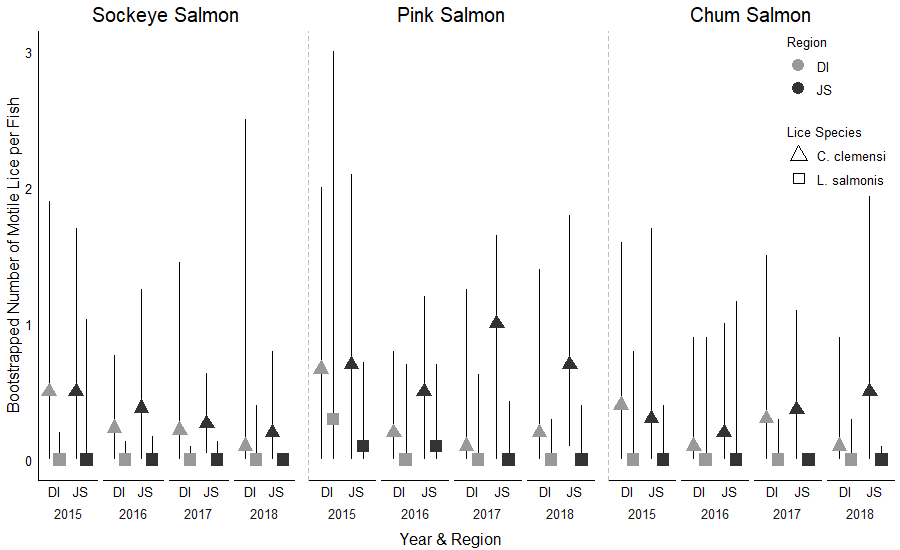 Sockeye Salmon Pink Salmon Chum Salmon
Region
DI
JS
Lice Species
C. clemensi
L. salmonis
Bootstrapped Number of Motile Lice per Fish
3
2
1
0
DI JS DI JS DI JS DI JS DI JS DI JS DI JS DI JS DI JS DI JS DI JS DI JS
2015 2016 2017 2018 2015 2016 2017 2018 2015 2016 2017 2018
Year & Region